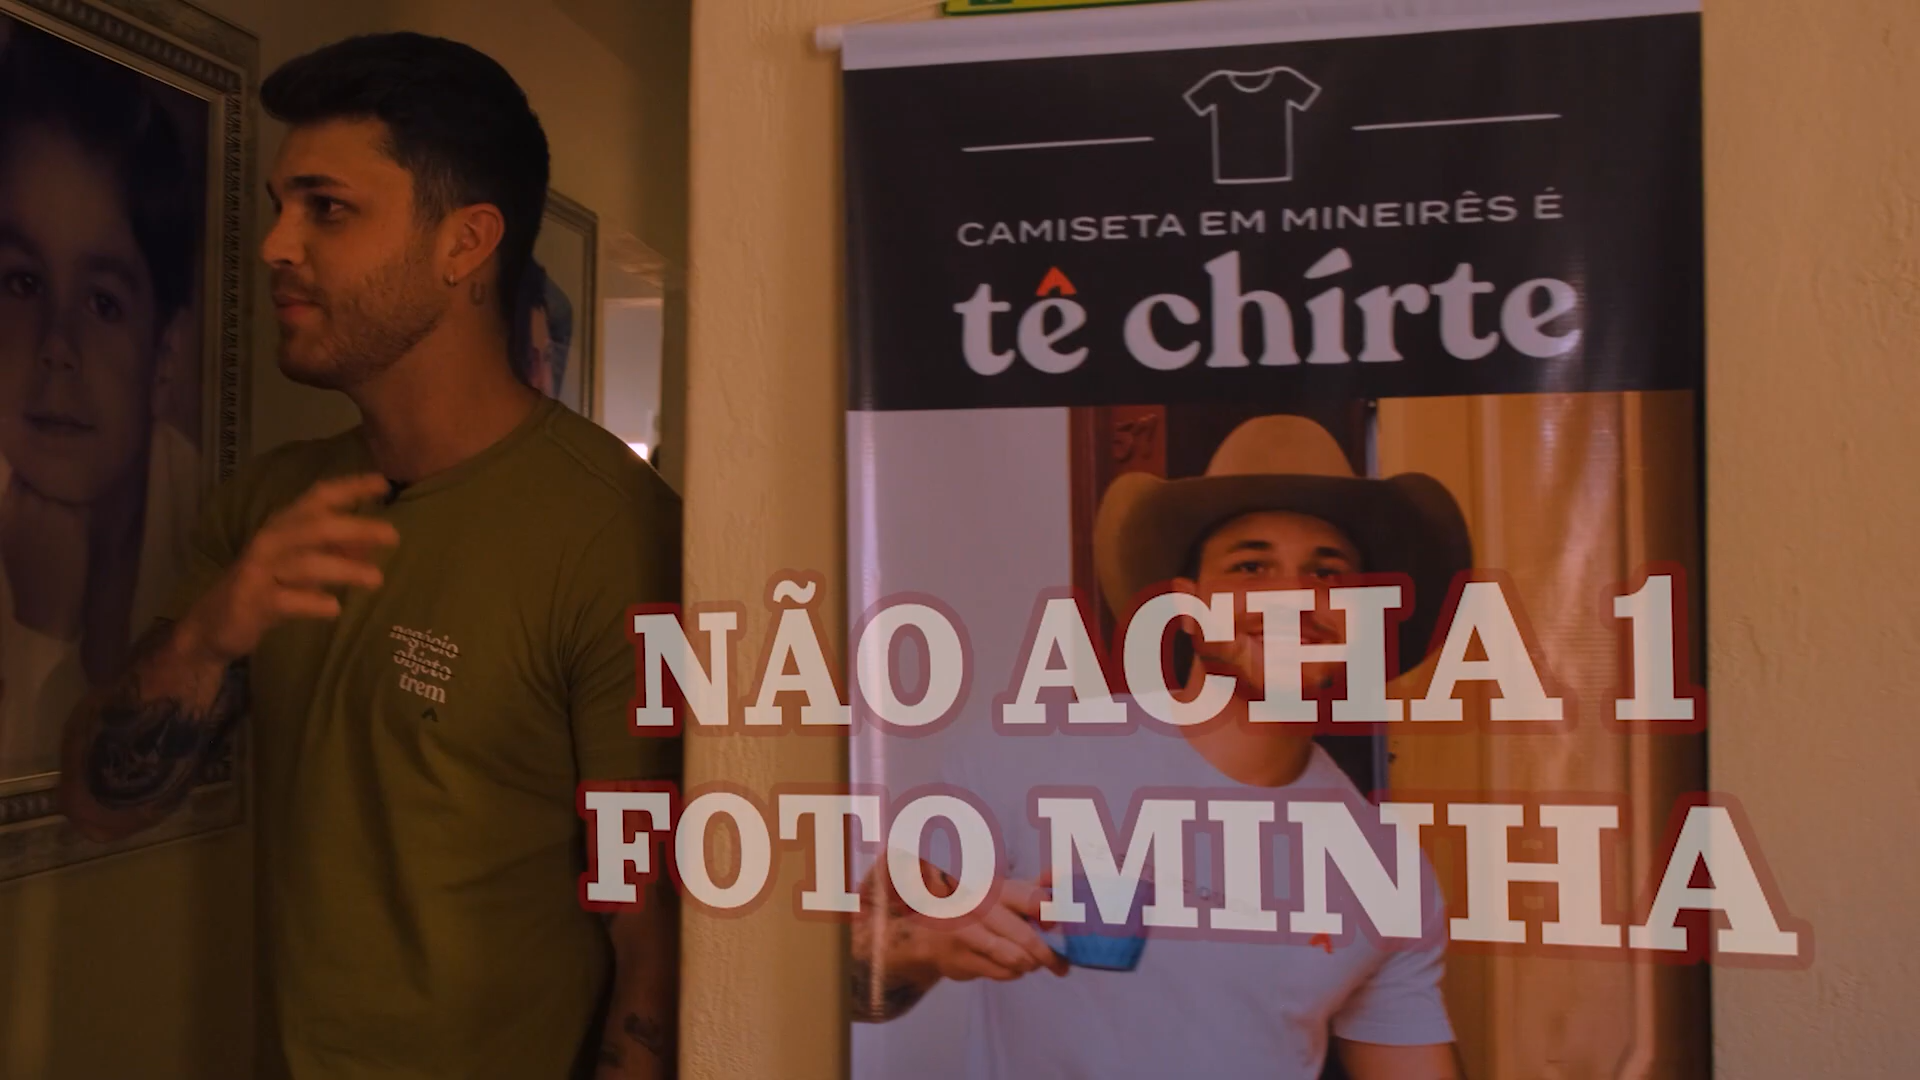 CAMISETA EM MINEIRÊS É
tê chírte
negócio
objeto
trem
NÃO ACHA 1
FOTO MINHA